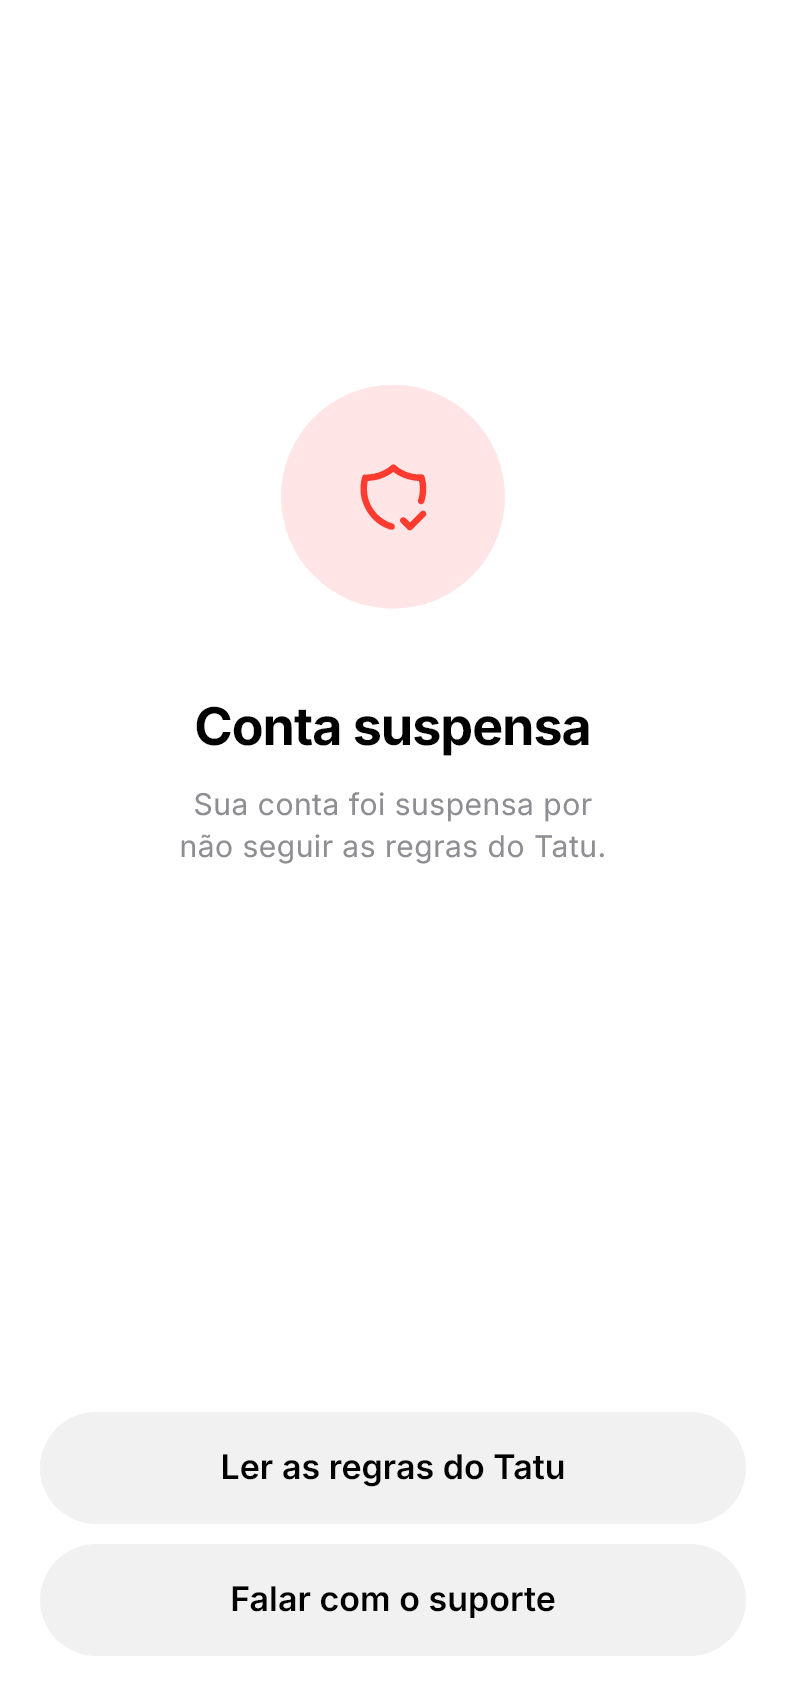 Conta suspensa
Sua conta foi suspensa por
não seguir as regras do Tatu.
Ler as regras do Tatu
Falar com o suporte